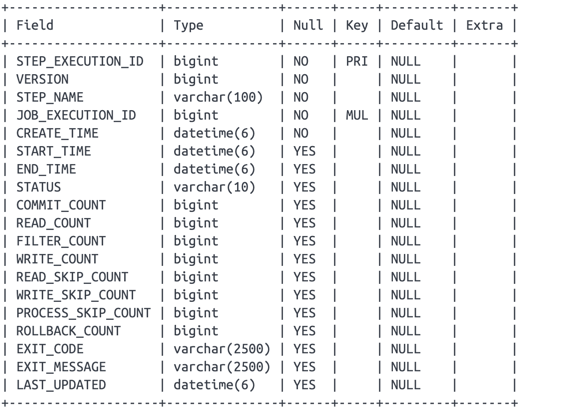 +--------------------+---------------+------+-----+---------+-------+
| Field              | Type          | Null | Key | Default | Extra |
+--------------------+---------------+------+-----+---------+-------+
| STEP_EXECUTION_ID  | bigint        | NO   | PRI | NULL    |       |
| VERSION            | bigint        | NO   |     | NULL    |       |
| STEP_NAME          | varchar(100)  | NO   |     | NULL    |       |
| JOB_EXECUTION_ID   | bigint        | NO   | MUL | NULL    |       |
| CREATE_TIME        | datetime(6)   | NO   |     | NULL    |       |
| START_TIME         | datetime(6)   | YES  |     | NULL    |       |
| END_TIME           | datetime(6)   | YES  |     | NULL    |       |
| STATUS             | varchar(10)   | YES  |     | NULL    |       |
| COMMIT_COUNT       | bigint        | YES  |     | NULL    |       |
| READ_COUNT         | bigint        | YES  |     | NULL    |       |
| FILTER_COUNT       | bigint        | YES  |     | NULL    |       |
| WRITE_COUNT        | bigint        | YES  |     | NULL    |       |
| READ_SKIP_COUNT    | bigint        | YES  |     | NULL    |       |
| WRITE_SKIP_COUNT   | bigint        | YES  |     | NULL    |       |
| PROCESS_SKIP_COUNT | bigint        | YES  |     | NULL    |       |
| ROLLBACK_COUNT     | bigint        | YES  |     | NULL    |       |
| EXIT_CODE          | varchar(2500) | YES  |     | NULL    |       |
| EXIT_MESSAGE       | varchar(2500) | YES  |     | NULL    |       |
| LAST_UPDATED       | datetime(6)   | YES  |     | NULL    |       |
+--------------------+---------------+------+-----+---------+-------+